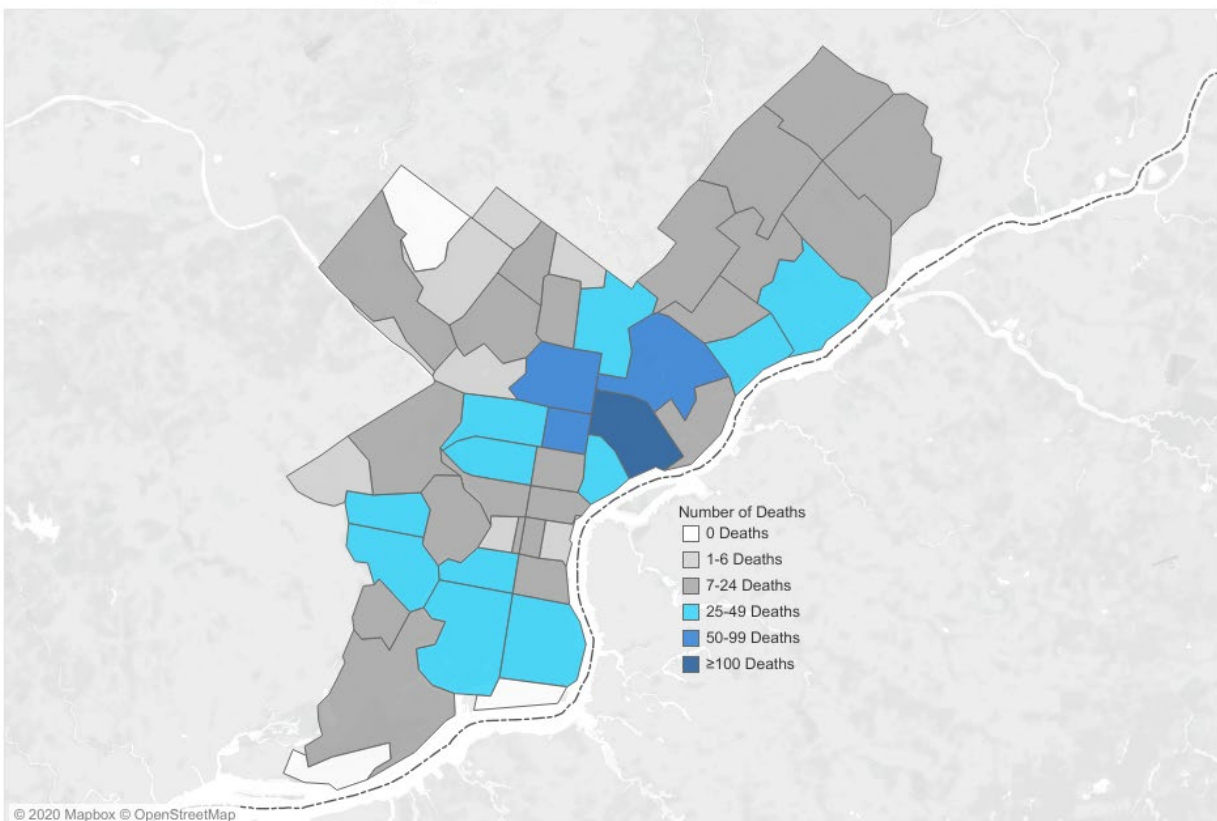 Number of Deaths
0 Deaths
1-6 Deaths
7-24 Deaths
25-49 Deaths
50-99 Deaths
≥100 Deaths
© 2020 Mapbox © OpenStreetMap